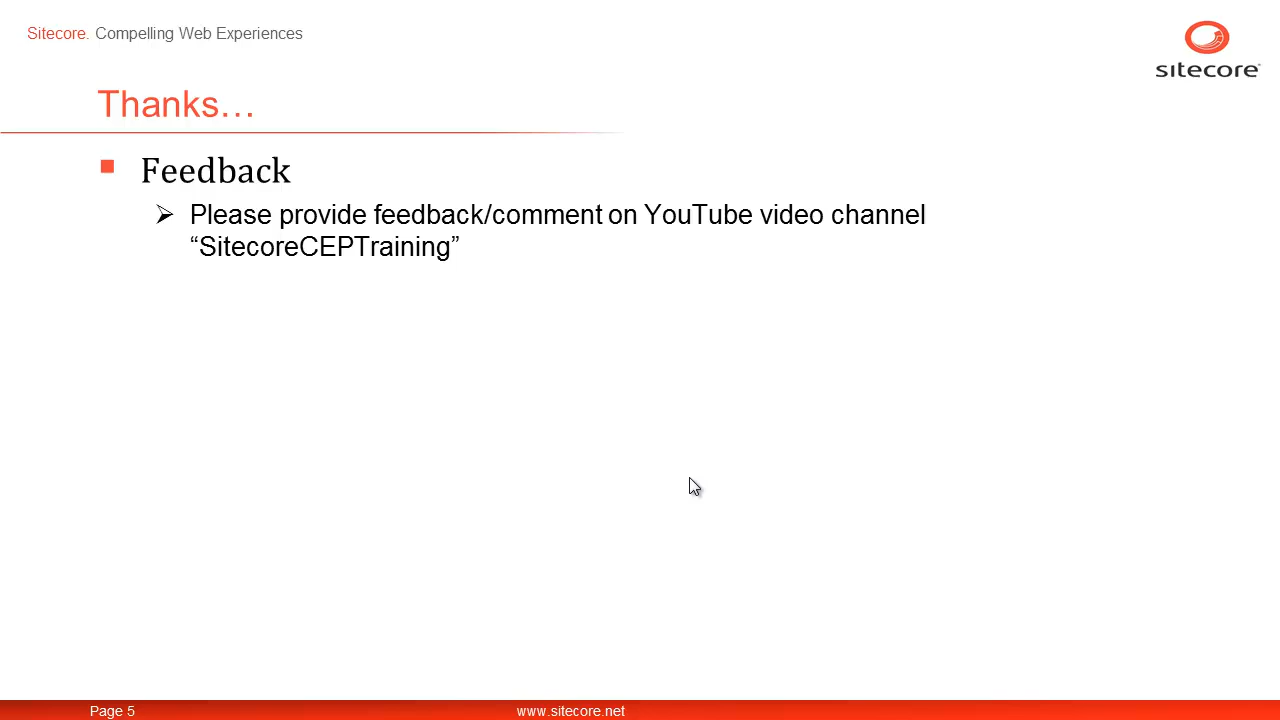 Sitecore. Compelling Web Experiences
sitecore
Thanks…
Feedback
Please provide feedback/comment on YouTube video channel
“SitecoreCEPTraining”
Page 5
www.sitecore.net